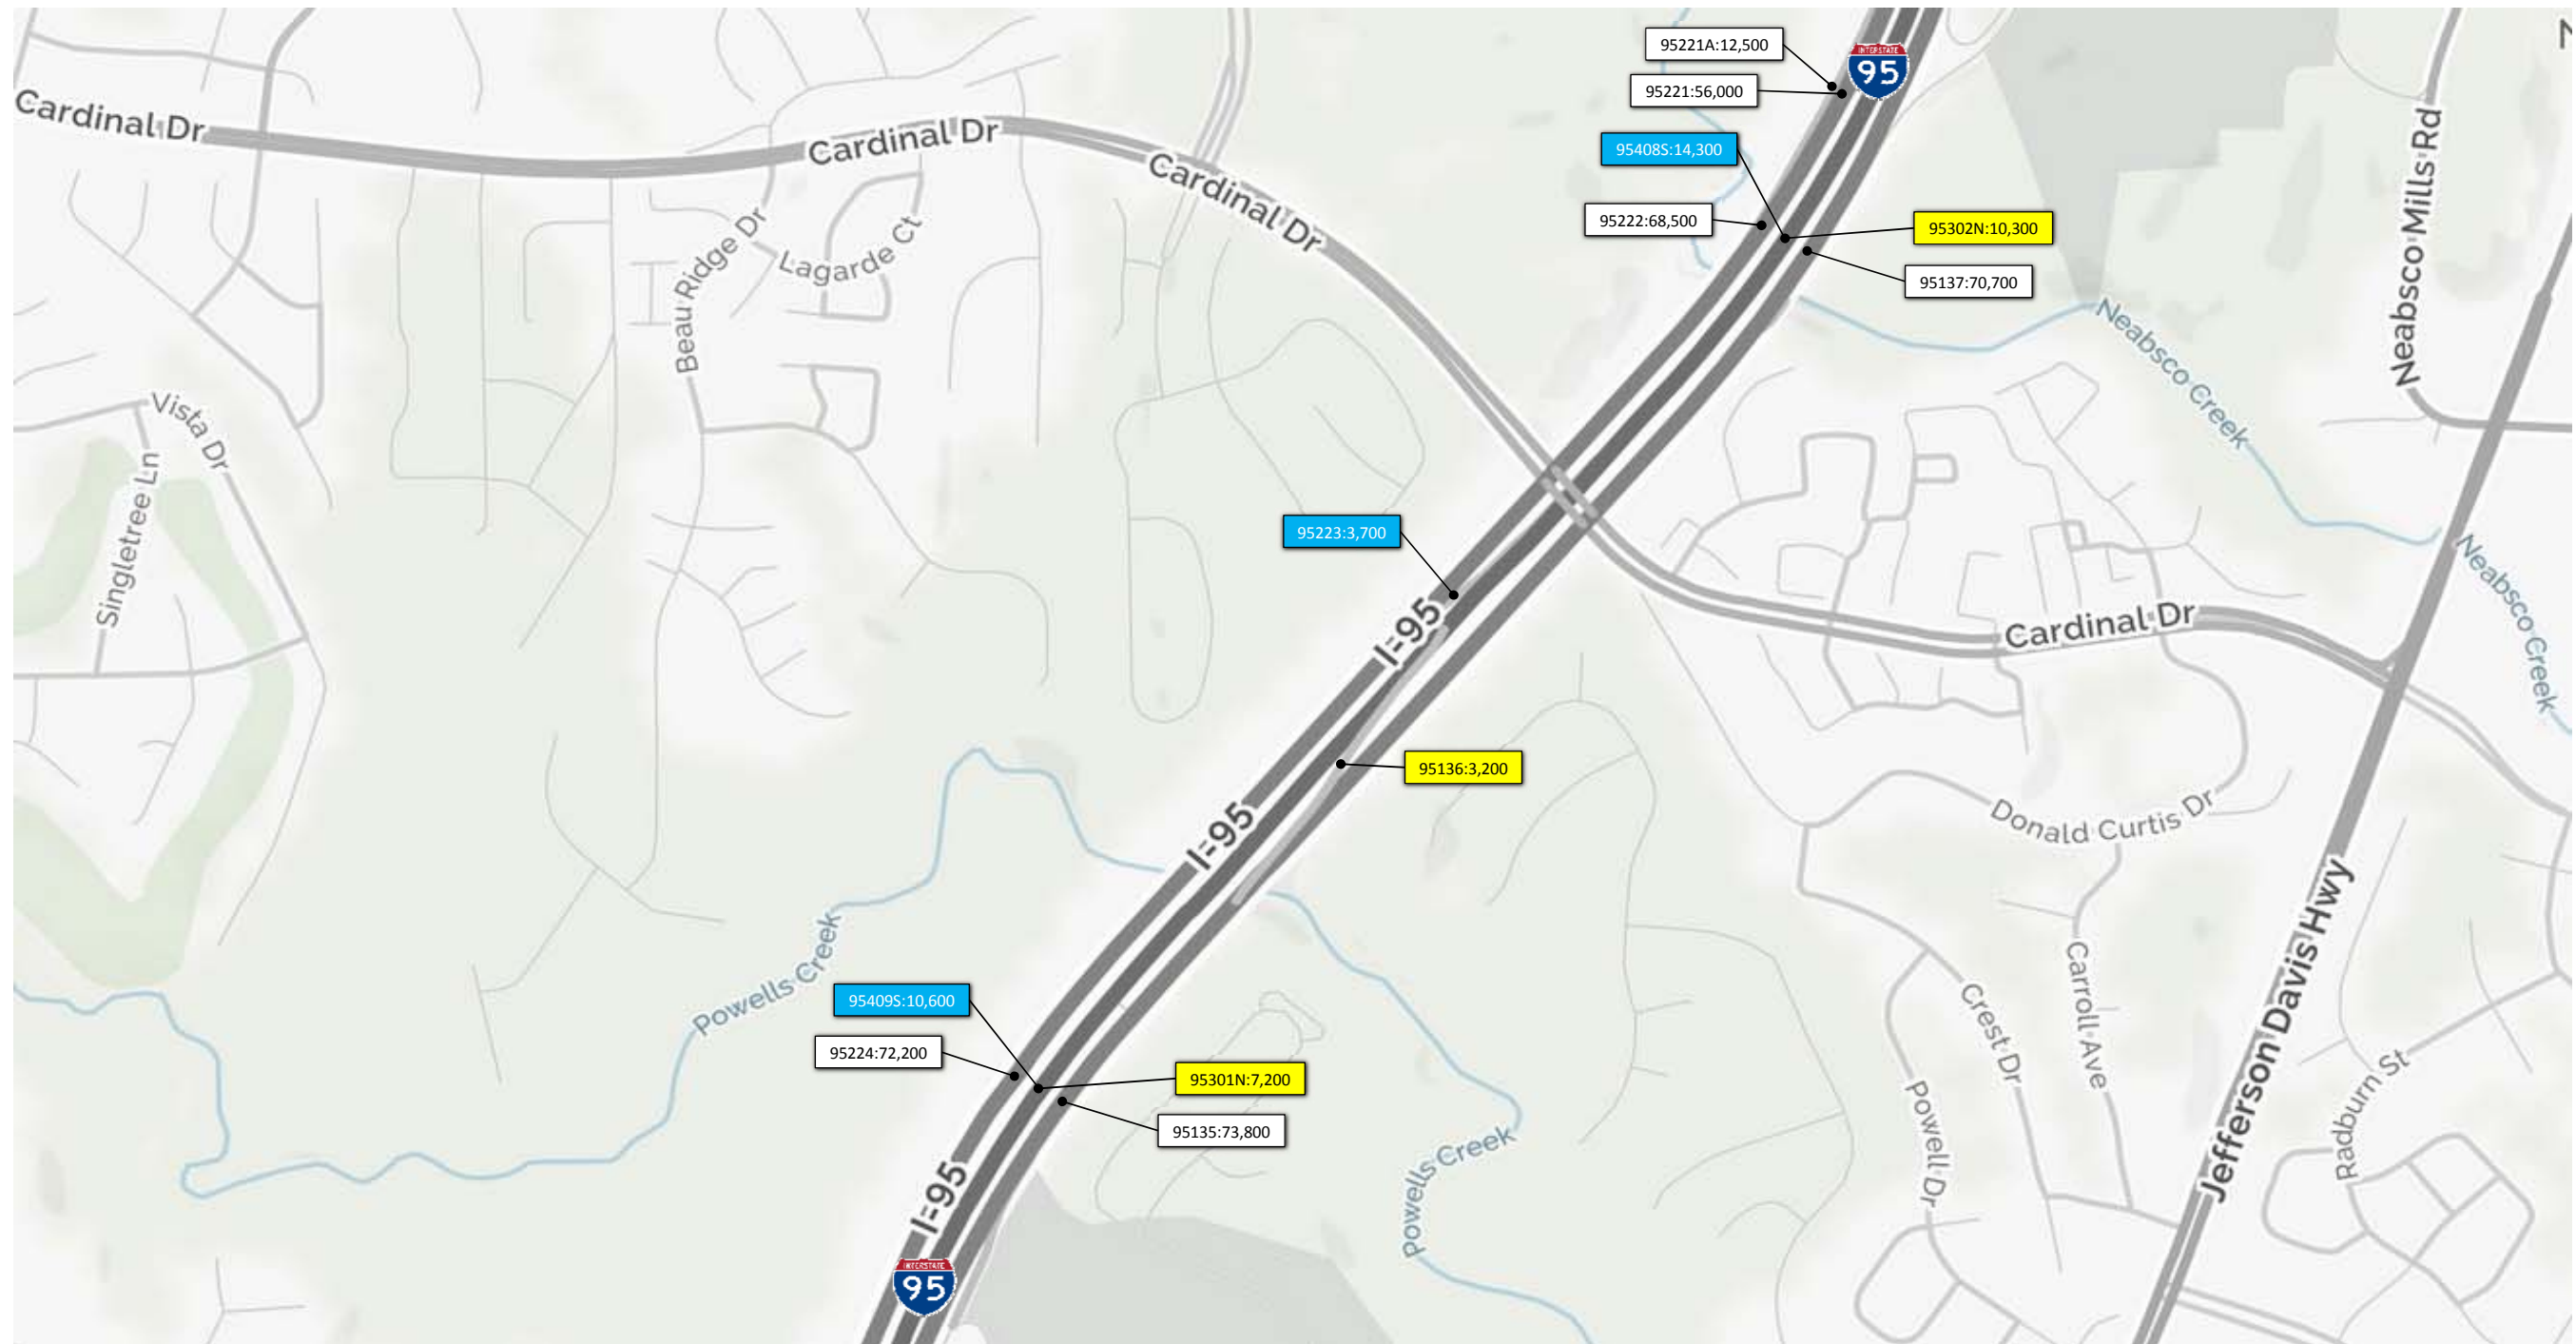 95221A:12,500
INTERSTATE
95
95221:56,000
Cardinal Dr
Cardinal Dr
Cardinal Dr
95408S:14,300
Neabsco Mills Rd
95222:68,500
95302N:10,300
95137:70,700
Beau Ridge Dr
Lagarde Ct
Neabsco Creek
Vista Dr
Singletree Ln
95223:3,700
Neabsco Creek
I-95
Cardinal Dr
95136:3,200
I-95
Donald Curtis Dr
Powells Creek
95409S:10,600
95224:72,200
95301N:7,200
95135:73,800
Carroll Ave
Crest Dr
Jefferson Davis Hwy
Powells Creek
Powell Dr
Radburn St
I-95
INTERSTATE
95